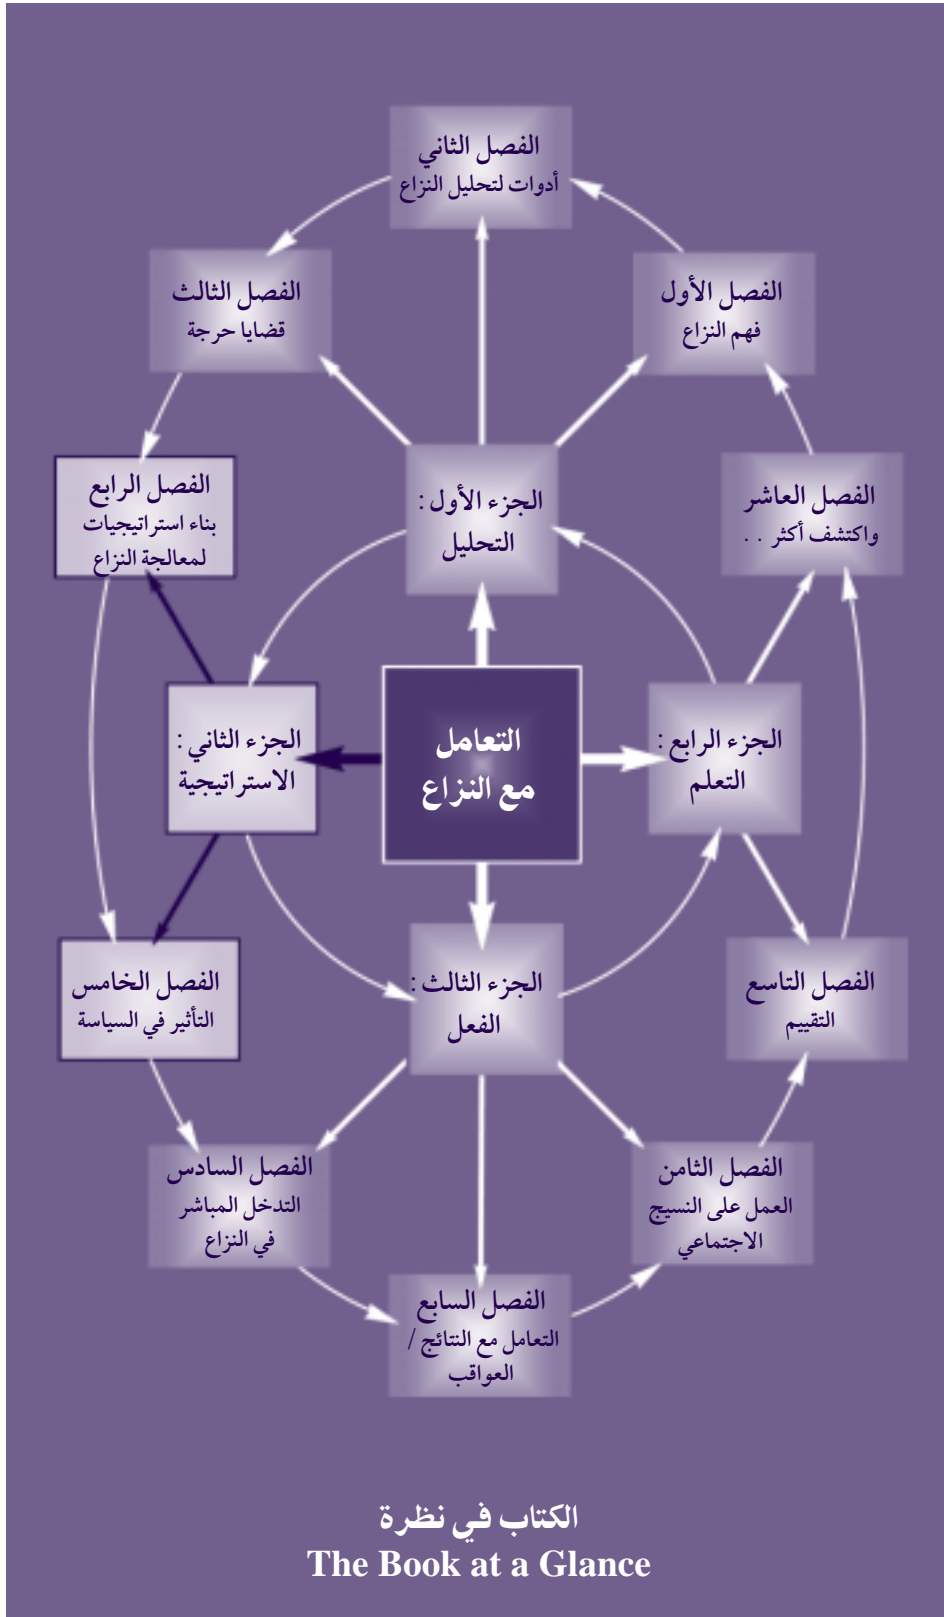 الفصل الثاني
أدوات لتحليل النزاع
الفصل الأول
فهم النزاع
الفصل الثالث
قضايا حرجة
الفصل العاشر
واكتشف أكثر . .
الجزء الأول :
التحليل
الفصل الرابع
بناء استراتيجيات
لمعالجة النزاع
الجزء الرابع :
التعلم
التعامل
مع النزاع
الجزء الثاني :
الاستراتيجية
الفصل التاسع
التقييم
الجزء الثالث :
الفعل
الفصل الخامس
التأثير في السياسة
الفصل الثامن
العمل على النسيج
الاجتماعي
الفصل السادس
التدخل المباشر
في النزاع
الفصل السابع
التعامل مع النتائج /
العواقب
الكتاب في نظرة
The Book at a Glance